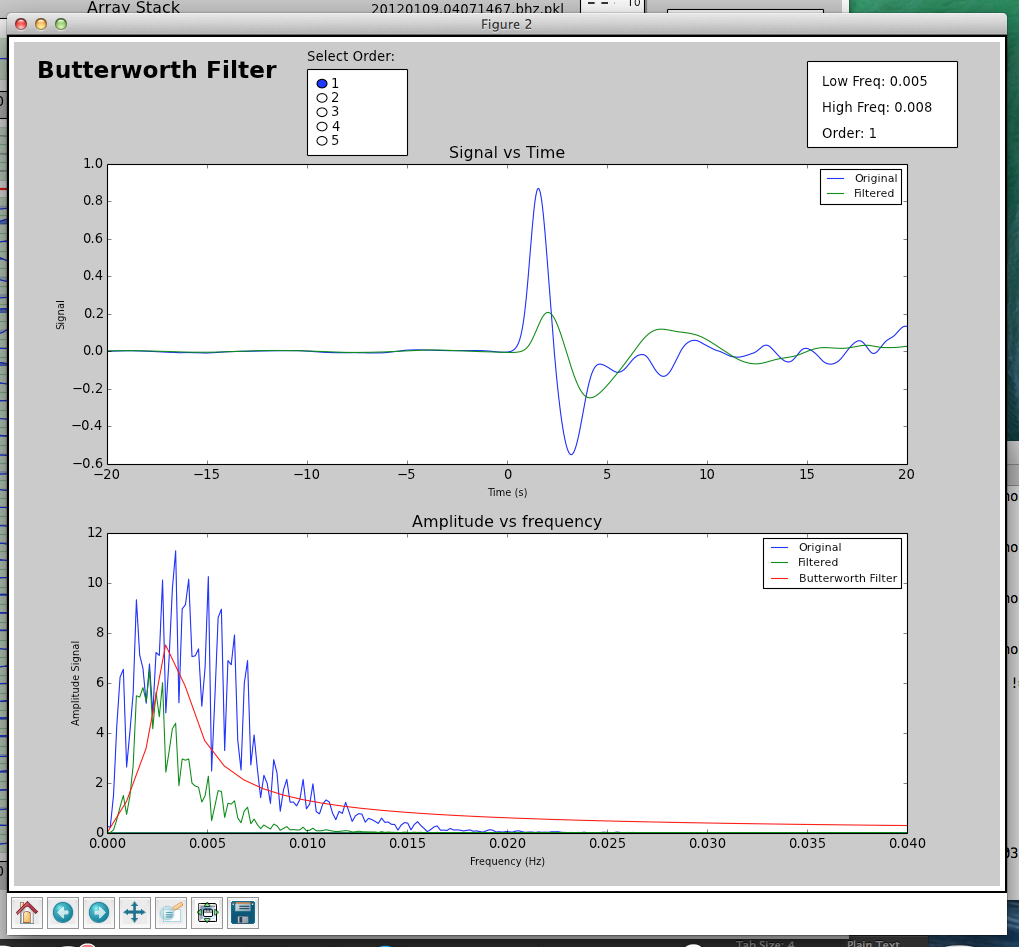 Array Stack
20120109.04071467.bhz.pkl
10
Figure 2
Butterworth Filter
Select Order:
1
2
3
4
5
Low Freq: 0.005
High Freq: 0.008
Order: 1
Signal vs Time
Original
Filtered
1.0
0.8
0.6
0.4
0.2
0.0
−0.2
−0.4
−0.6
Signal
−20 −15 −10 −5 0 5 10 15 20
Time (s)
Amplitude vs frequency
Original
Filtered
Butterworth Filter
12
10
8
6
4
2
0
Amplitude Signal
0.000 0.005 0.010 0.015 0.020 0.025 0.030 0.035 0.040
Frequency (Hz)
Tab Size: 4
Plain Text